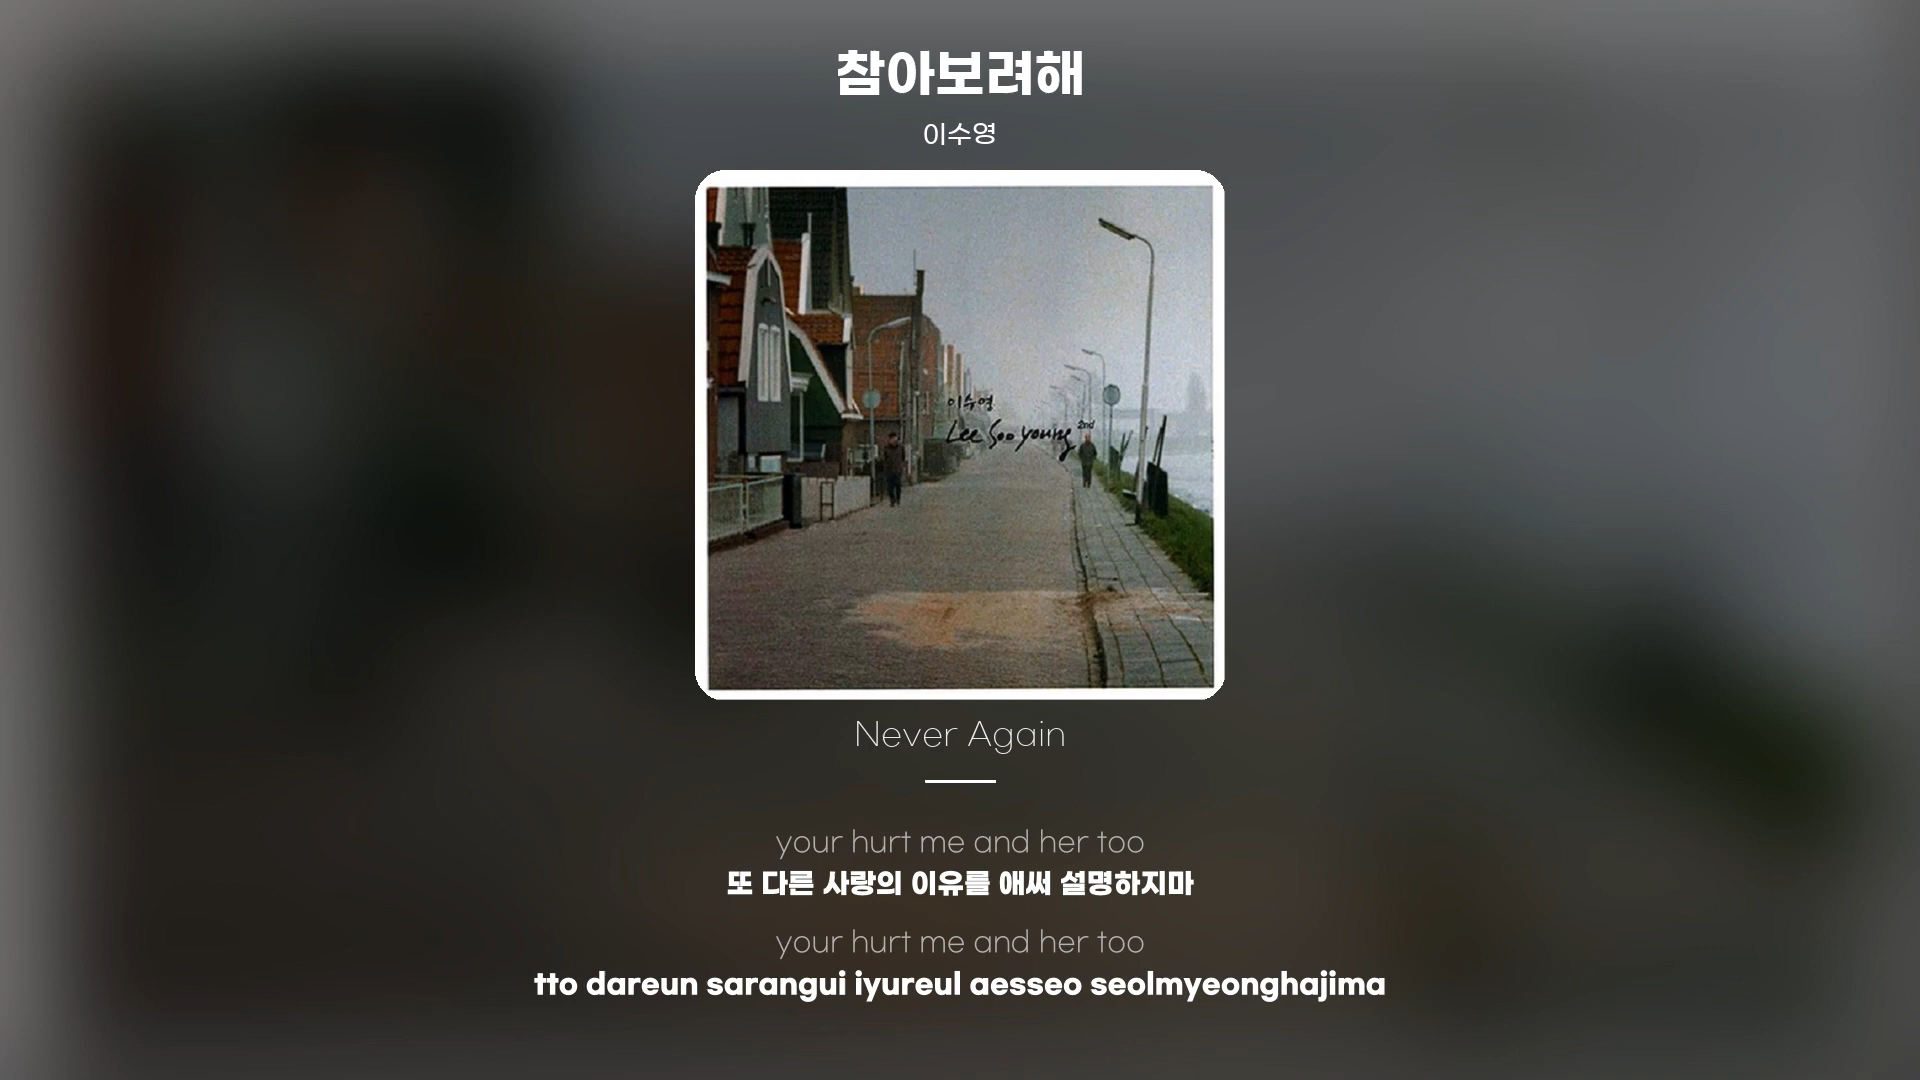 참아보려해
이수영
이수영
Lee Soo young 2nd
Never Again
your hurt me and her too
또 다른 사랑의 이유를 애써 설명하지마
your hurt me and her too
tto dareun sarangui iyureul aesseo seolmyeonghajima